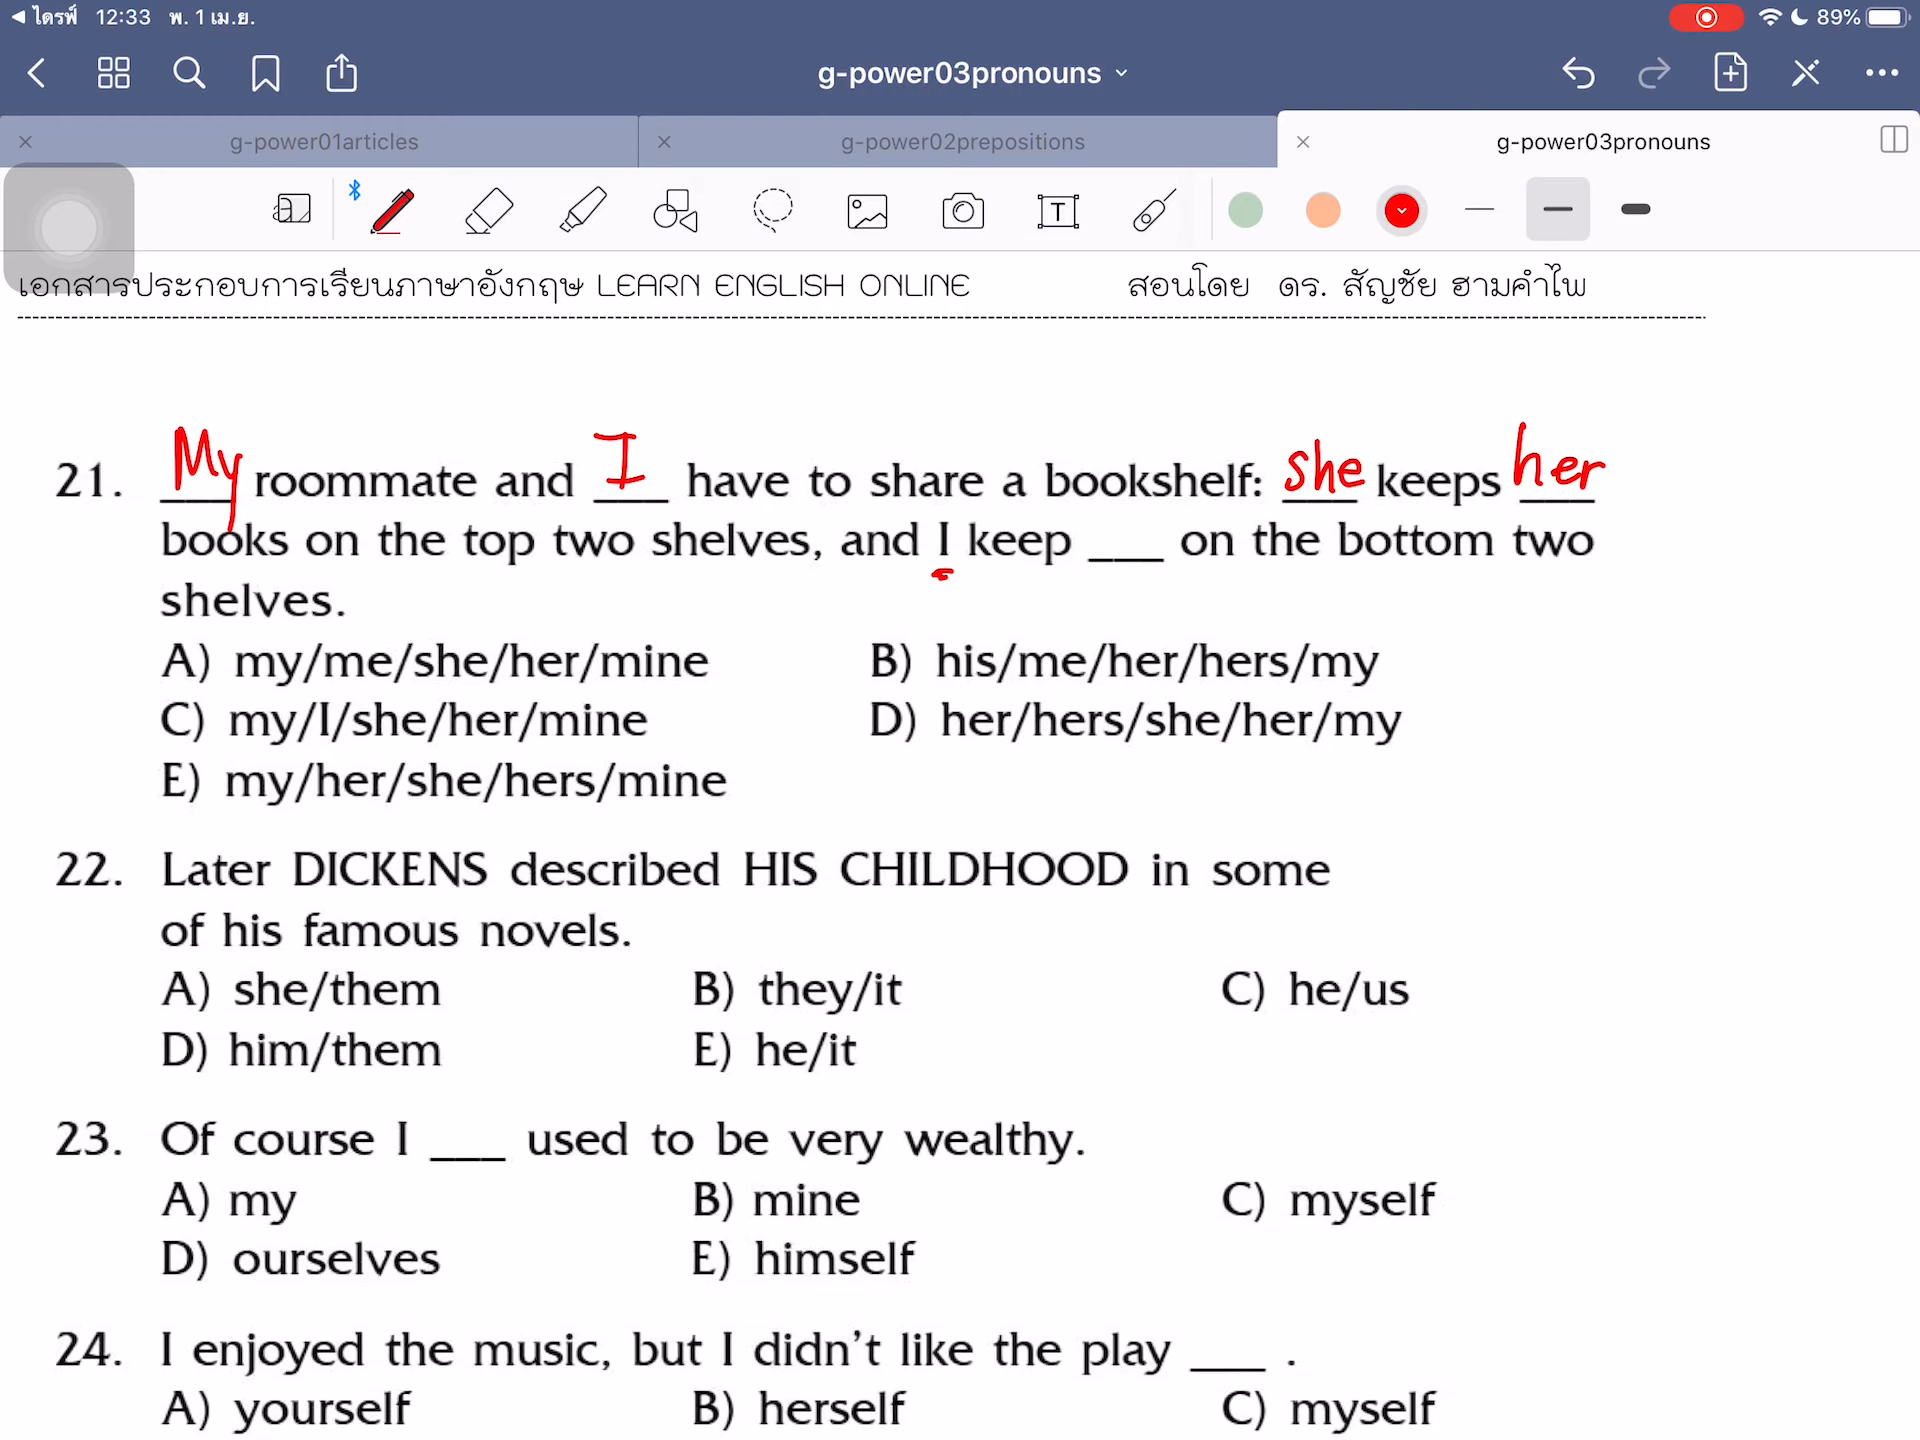 ไดรฟ์ 12:33 พ. 1 เม.ย. 89%
g-power03pronouns
g-power01articles g-power02prepositions g-power03pronouns
เอกสารประกอบการเรียนภาษาอังกฤษ LEARN ENGLISH ONLINE สอนโดย ดร. สัญชัย ฮามคำไพ
21. My roommate and I have to share a bookshelf: she keeps her
books on the top two shelves, and I keep ___ on the bottom two
shelves.
A) my/me/she/her/mine B) his/me/her/hers/my
C) my/I/she/her/mine D) her/hers/she/her/my
E) my/her/she/hers/mine
22. Later DICKENS described HIS CHILDHOOD in some
of his famous novels.
A) she/them B) they/it C) he/us
D) him/them E) he/it
23. Of course I ___ used to be very wealthy.
A) my B) mine C) myself
D) ourselves E) himself
24. I enjoyed the music, but I didn't like the play ___ .
A) yourself B) herself C) myself